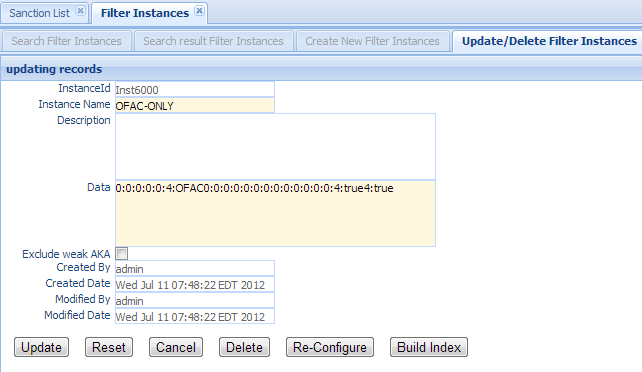 Sanction List Filter Instances
Search Filter Instances Search result Filter Instances Create New Filter Instances Update/Delete Filter Instances
updating records
InstanceId Inst6000
Instance Name OFAC-ONLY
Description
Data 0:0:0:0:0:4:OFAC0:0:0:0:0:0:0:0:0:0:0:0:0:4:true4:true
Exclude weak AKA
Created By admin
Created Date Wed Jul 11 07:48:22 EDT 2012
Modified By admin
Modified Date Wed Jul 11 07:48:22 EDT 2012
Update Reset Cancel Delete Re-Configure Build Index